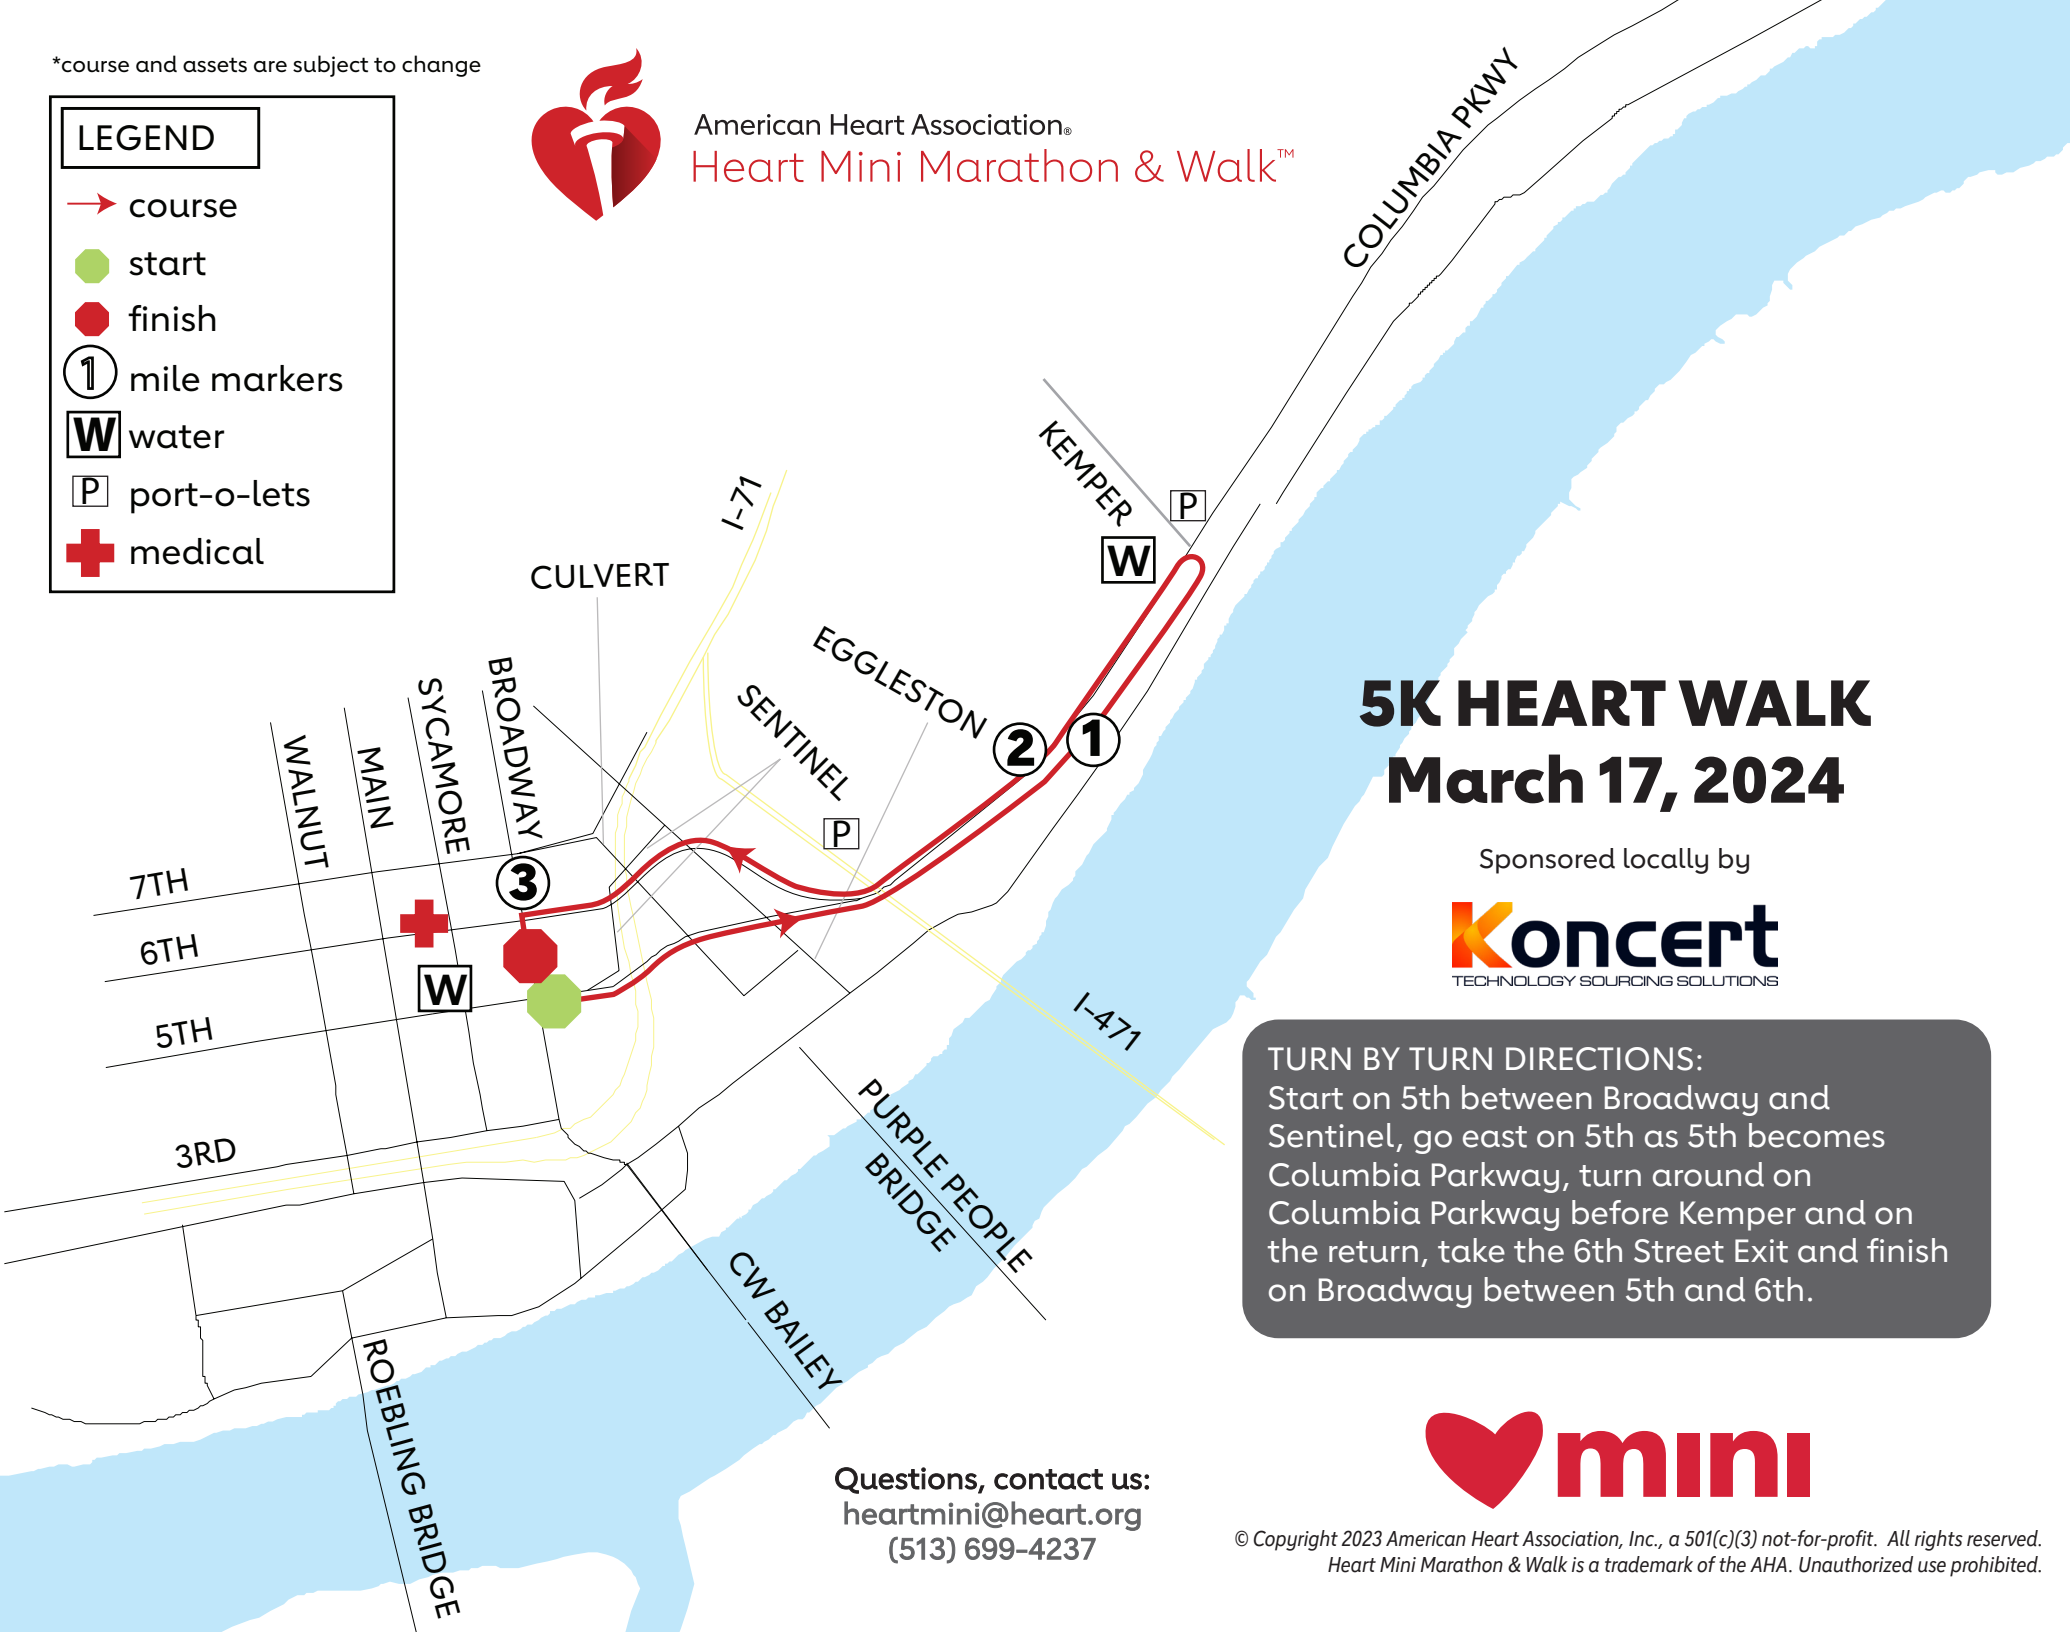 *course and assets are subject to change
LEGEND
course
start
finish
1 mile markers
W water
P port-o-lets
medical
American Heart Association®
Heart Mini Marathon & Walk™
COLUMBIA PKWY
KEMPER
P
W
I-71
CULVERT
EGGLESTON
SENTINEL
BROADWAY
SYCAMORE
MAIN
WALNUT
2
1
P
3
7TH
6TH
W
5TH
3RD
I-471
PURPLE PEOPLE
BRIDGE
CW BAILEY
ROEBLING BRIDGE
5K HEART WALK
March 17, 2024
Sponsored locally by
Koncert
TECHNOLOGY SOURCING SOLUTIONS
TURN BY TURN DIRECTIONS:
Start on 5th between Broadway and
Sentinel, go east on 5th as 5th becomes
Columbia Parkway, turn around on
Columbia Parkway before Kemper and on
the return, take the 6th Street Exit and finish
on Broadway between 5th and 6th.
mini
Questions, contact us:
heartmini@heart.org
(513) 699-4237
© Copyright 2023 American Heart Association, Inc., a 501(c)(3) not-for-profit. All rights reserved.
Heart Mini Marathon & Walk is a trademark of the AHA. Unauthorized use prohibited.